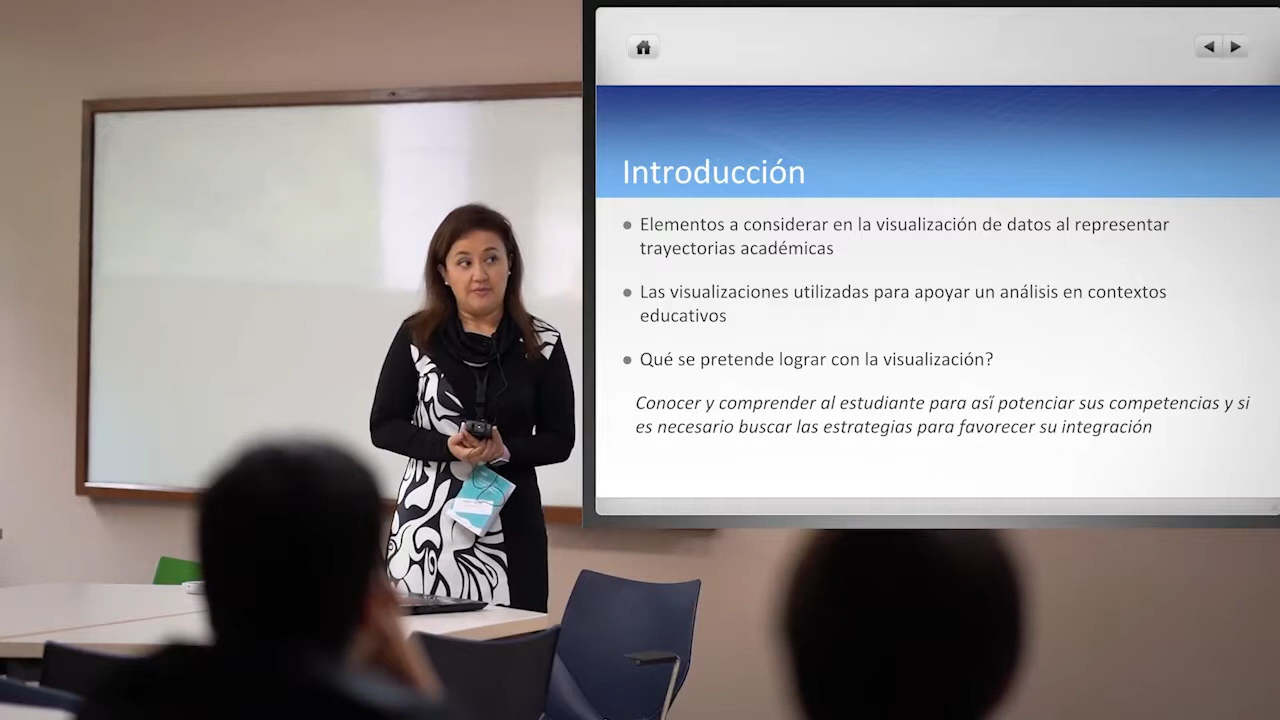 Introducción
Elementos a considerar en la visualización de datos al representar
trayectorias académicas
Las visualizaciones utilizadas para apoyar un análisis en contextos
educativos
Qué se pretende lograr con la visualización?
Conocer y comprender al estudiante para así potenciar sus competencias y si
es necesario buscar las estrategias para favorecer su integración